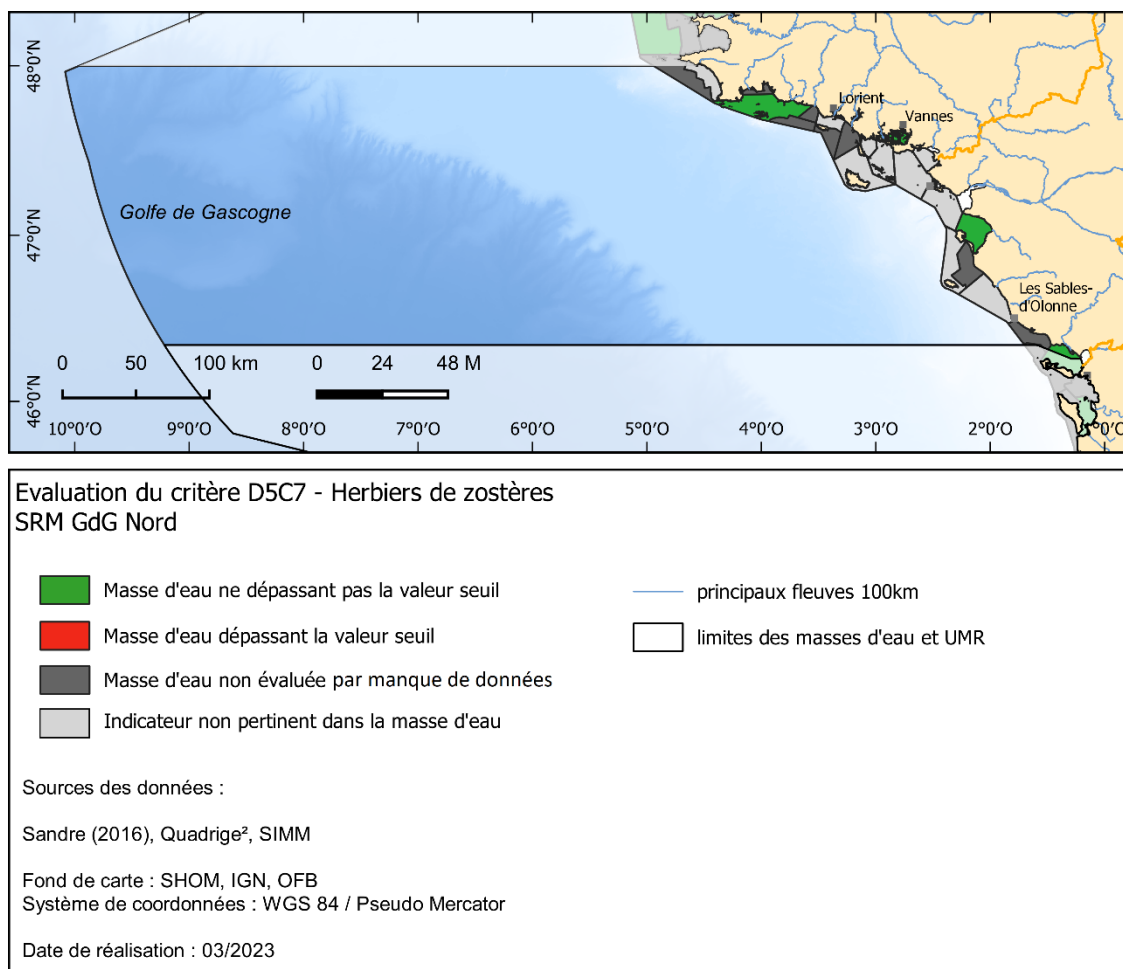 48°N
47°N
46°N
Lorient
Vannes
Golfe de Gascogne
Les Sables-
d'Olonne
0 50 100 km
0 24 48 M
10°O'O 9°0'O 8°0'O 7°0'O 6°0'O 5°0'O 4°0'O 3°0'O 2°0'O 1°0'O
Evaluation du critère D5C7 - Herbiers de zostères
SRM GdG Nord
Masse d'eau ne dépassant pas la valeur seuil
Masse d'eau dépassant la valeur seuil
Masse d'eau non évaluée par manque de données
Indicateur non pertinent dans la masse d'eau
principaux fleuves 100km
limites des masses d'eau et UMR
Sources des données :
Sandre (2016), Quadrige², SIMM
Fond de carte : SHOM, IGN, OFB
Système de coordonnées : WGS 84 / Pseudo Mercator
Date de réalisation : 03/2023